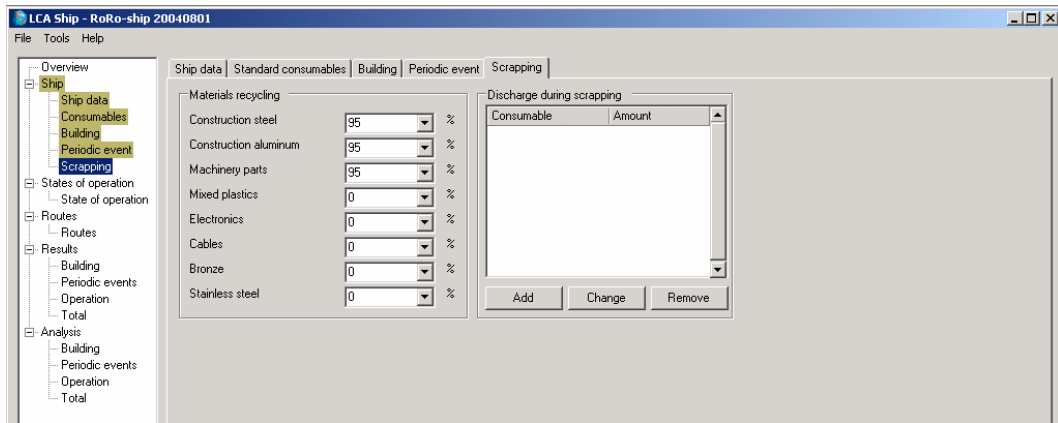 LCA Ship - RoRo-ship 20040801
File Tools Help
Overview
Ship
Ship data
Consumables
Building
Periodic event
Scrapping
States of operation
State of operation
Routes
Routes
Results
Building
Periodic events
Operation
Total
Analysis
Building
Periodic events
Operation
Total
Ship data Standard consumables Building Periodic event Scrapping
Materials recycling
Construction steel 95 %
Construction aluminum 95 %
Machinery parts 95 %
Mixed plastics 0 %
Electronics 0 %
Cables 0 %
Bronze 0 %
Stainless steel 0 %
Discharge during scrapping
Consumable Amount
Add Change Remove